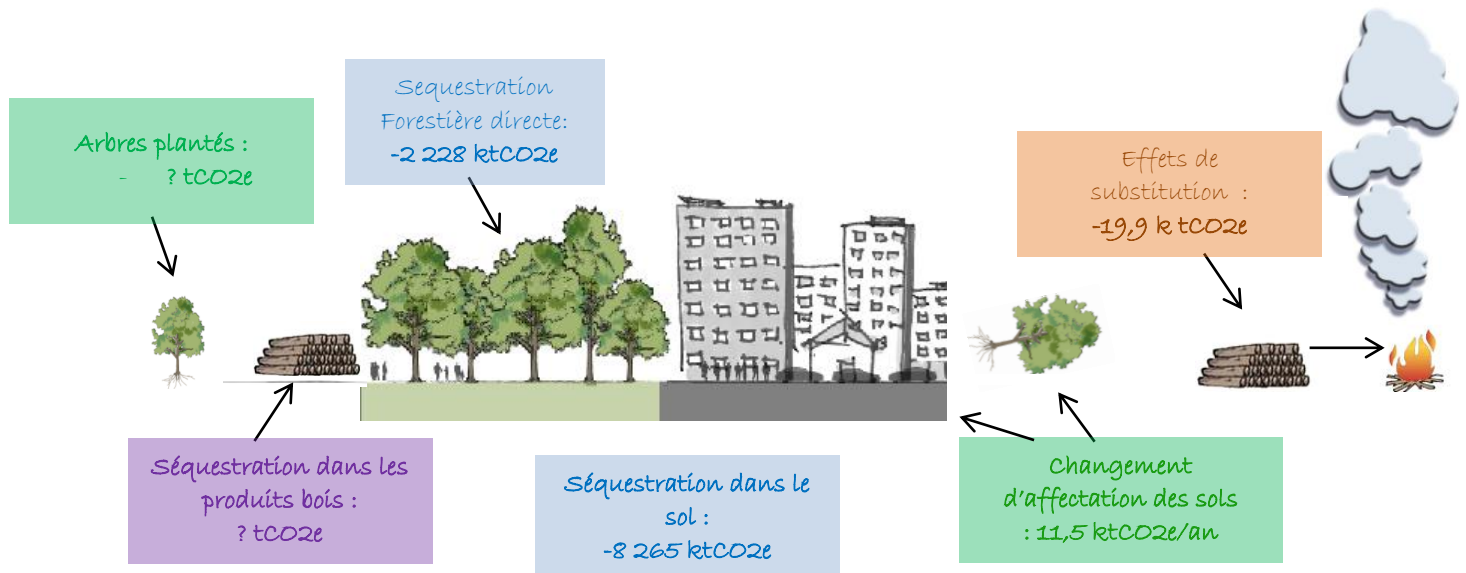 Arbres plantés :
- ? tCO2e
Sequestration
Forestière directe:
-2 228 ktCO2e
Effets de
substitution :
-19,9 k tCO2e
Séquestration dans les
produits bois :
? tCO2e
Séquestration dans le
sol :
-8 265 ktCO2e
Changement
d'affectation des sols
: 11,5 ktCO2e/an